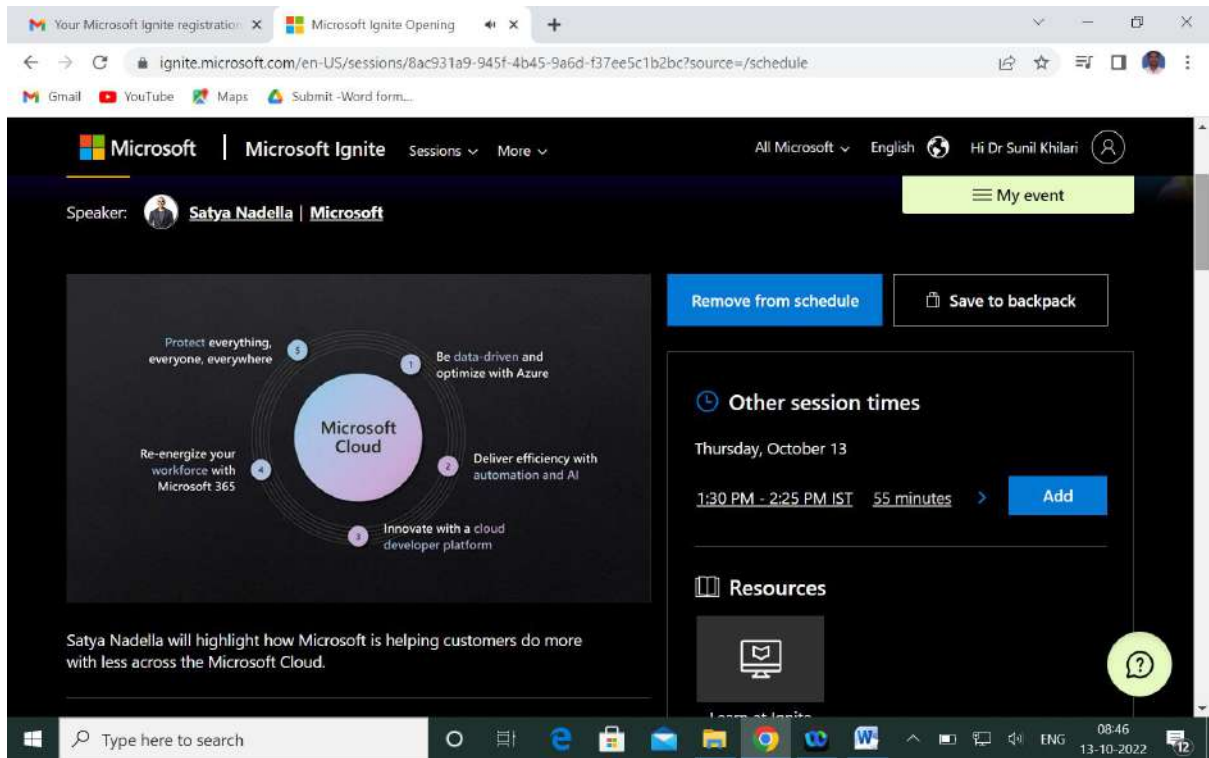 Your Microsoft Ignite registration
Microsoft Ignite Opening
ignite.microsoft.com/en-US/sessions/8ac931a9-945f-4b45-9a6d-f37ee5c1b2bc?source=/schedule
Gmail
YouTube
Maps
Submit -Word form...
Microsoft
Microsoft Ignite
Sessions
More
All Microsoft
English
Hi Dr Sunil Khilari
My event
Speaker: Satya Nadella | Microsoft
Remove from schedule
Save to backpack
Protect everything,
everyone, everywhere
5
1
Be data-driven and
optimize with Azure
Microsoft
Cloud
Re-energize your
workforce with
Microsoft 365
4
2
Deliver efficiency with
automation and AI
3
Innovate with a cloud
developer platform
Other session times
Thursday, October 13
1:30 PM - 2:25 PM IST 55 minutes
Add
Resources
Learn at Ignite
Satya Nadella will highlight how Microsoft is helping customers do more
with less across the Microsoft Cloud.
Type here to search
ENG
08:46
13-10-2022
12